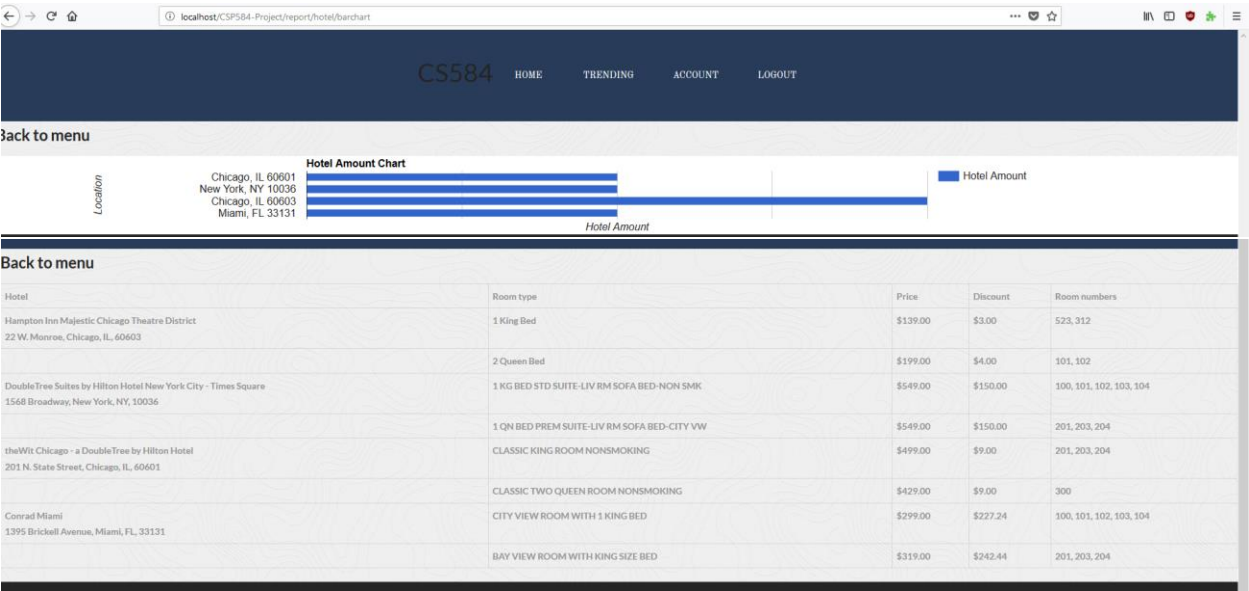 localhost/CSP584-Project/report/hotel/barchart
CS584 HOME TRENDING ACCOUNT LOGOUT
Back to menu
Hotel Amount Chart
Location
Chicago, IL 60601
New York, NY 10036
Chicago, IL 60603
Miami, FL 33131
Hotel Amount
Hotel Amount
Back to menu
Hotel Room type Price Discount Room numbers
Hampton Inn Majestic Chicago Theatre District 1 King Bed $139.00 $3.00 523, 312
22 W. Monroe, Chicago, IL, 60603
2 Queen Bed $199.00 $4.00 101, 102
DoubleTree Suites by Hilton Hotel New York City - Times Square 1 KG BED STD SUITE-LIV RM SOFA BED-NON SMK $549.00 $150.00 100, 101, 102, 103, 104
1568 Broadway, New York, NY, 10036
1 QN BED PREM SUITE-LIV RM SOFA BED-CITY VW $549.00 $150.00 201, 203, 204
theWit Chicago - a DoubleTree by Hilton Hotel CLASSIC KING ROOM NONSMOKING $499.00 $9.00 201, 203, 204
201 N. State Street, Chicago, IL, 60601
CLASSIC TWO QUEEN ROOM NONSMOKING $429.00 $9.00 300
Conrad Miami CITY VIEW ROOM WITH 1 KING BED $299.00 $227.24 100, 101, 102, 103, 104
1395 Brickell Avenue, Miami, FL, 33131
BAY VIEW ROOM WITH KING SIZE BED $319.00 $242.44 201, 203, 204